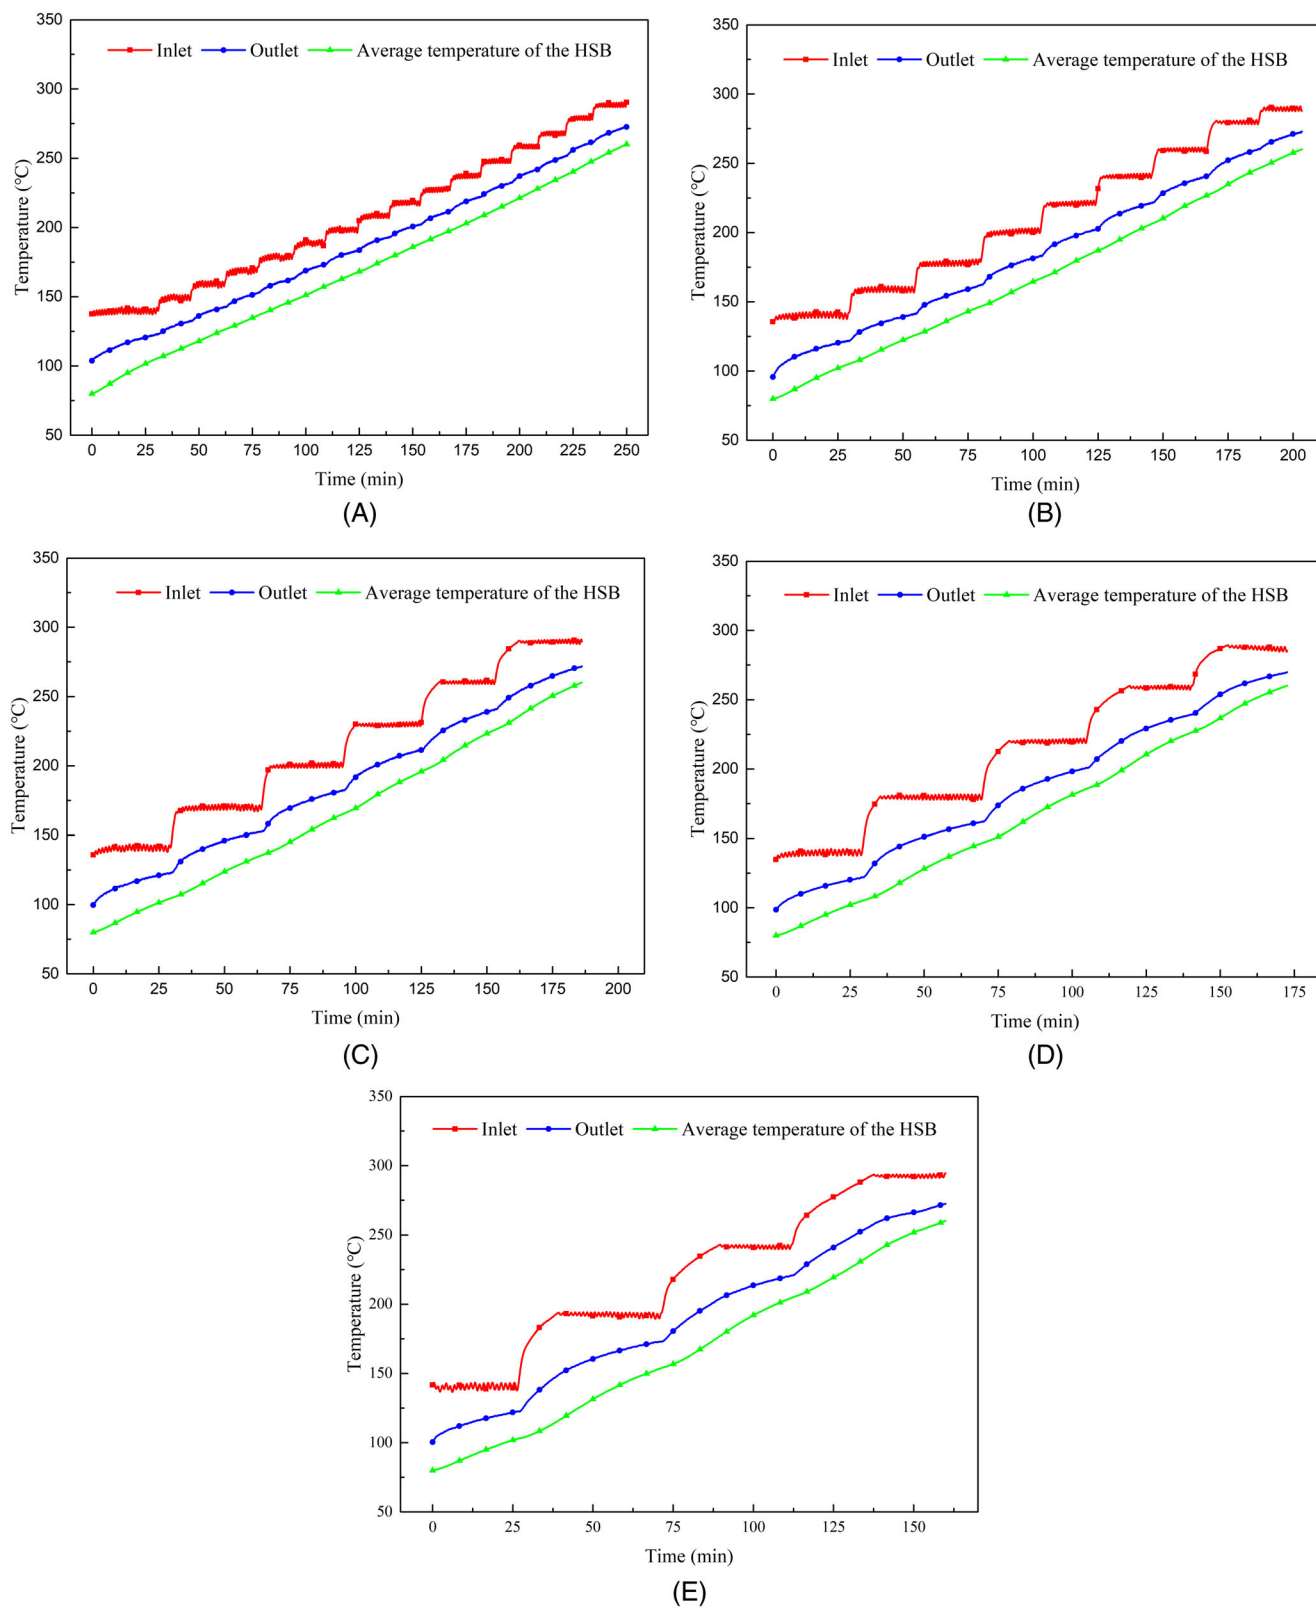 350
Inlet Outlet Average temperature of the HSB
300
250
200
150
100
50
Temperature (℃)
0 25 50 75 100 125 150 175 200 225 250
Time (min)
(A)
350
Inlet Outlet Average temperature of the HSB
300
250
200
150
100
50
Temperature (℃)
0 25 50 75 100 125 150 175 200
Time (min)
(B)
350
Inlet Outlet Average temperature of the HSB
300
250
200
150
100
50
Temperature (℃)
0 25 50 75 100 125 150 175 200
Time (min)
(C)
350
Inlet Outlet Average temperature of the HSB
300
250
200
150
100
50
Temperature (℃)
0 25 50 75 100 125 150 175
Time (min)
(D)
350
Inlet Outlet Average temperature of the HSB
300
250
200
150
100
50
Temperature (℃)
0 25 50 75 100 125 150
Time (min)
(E)